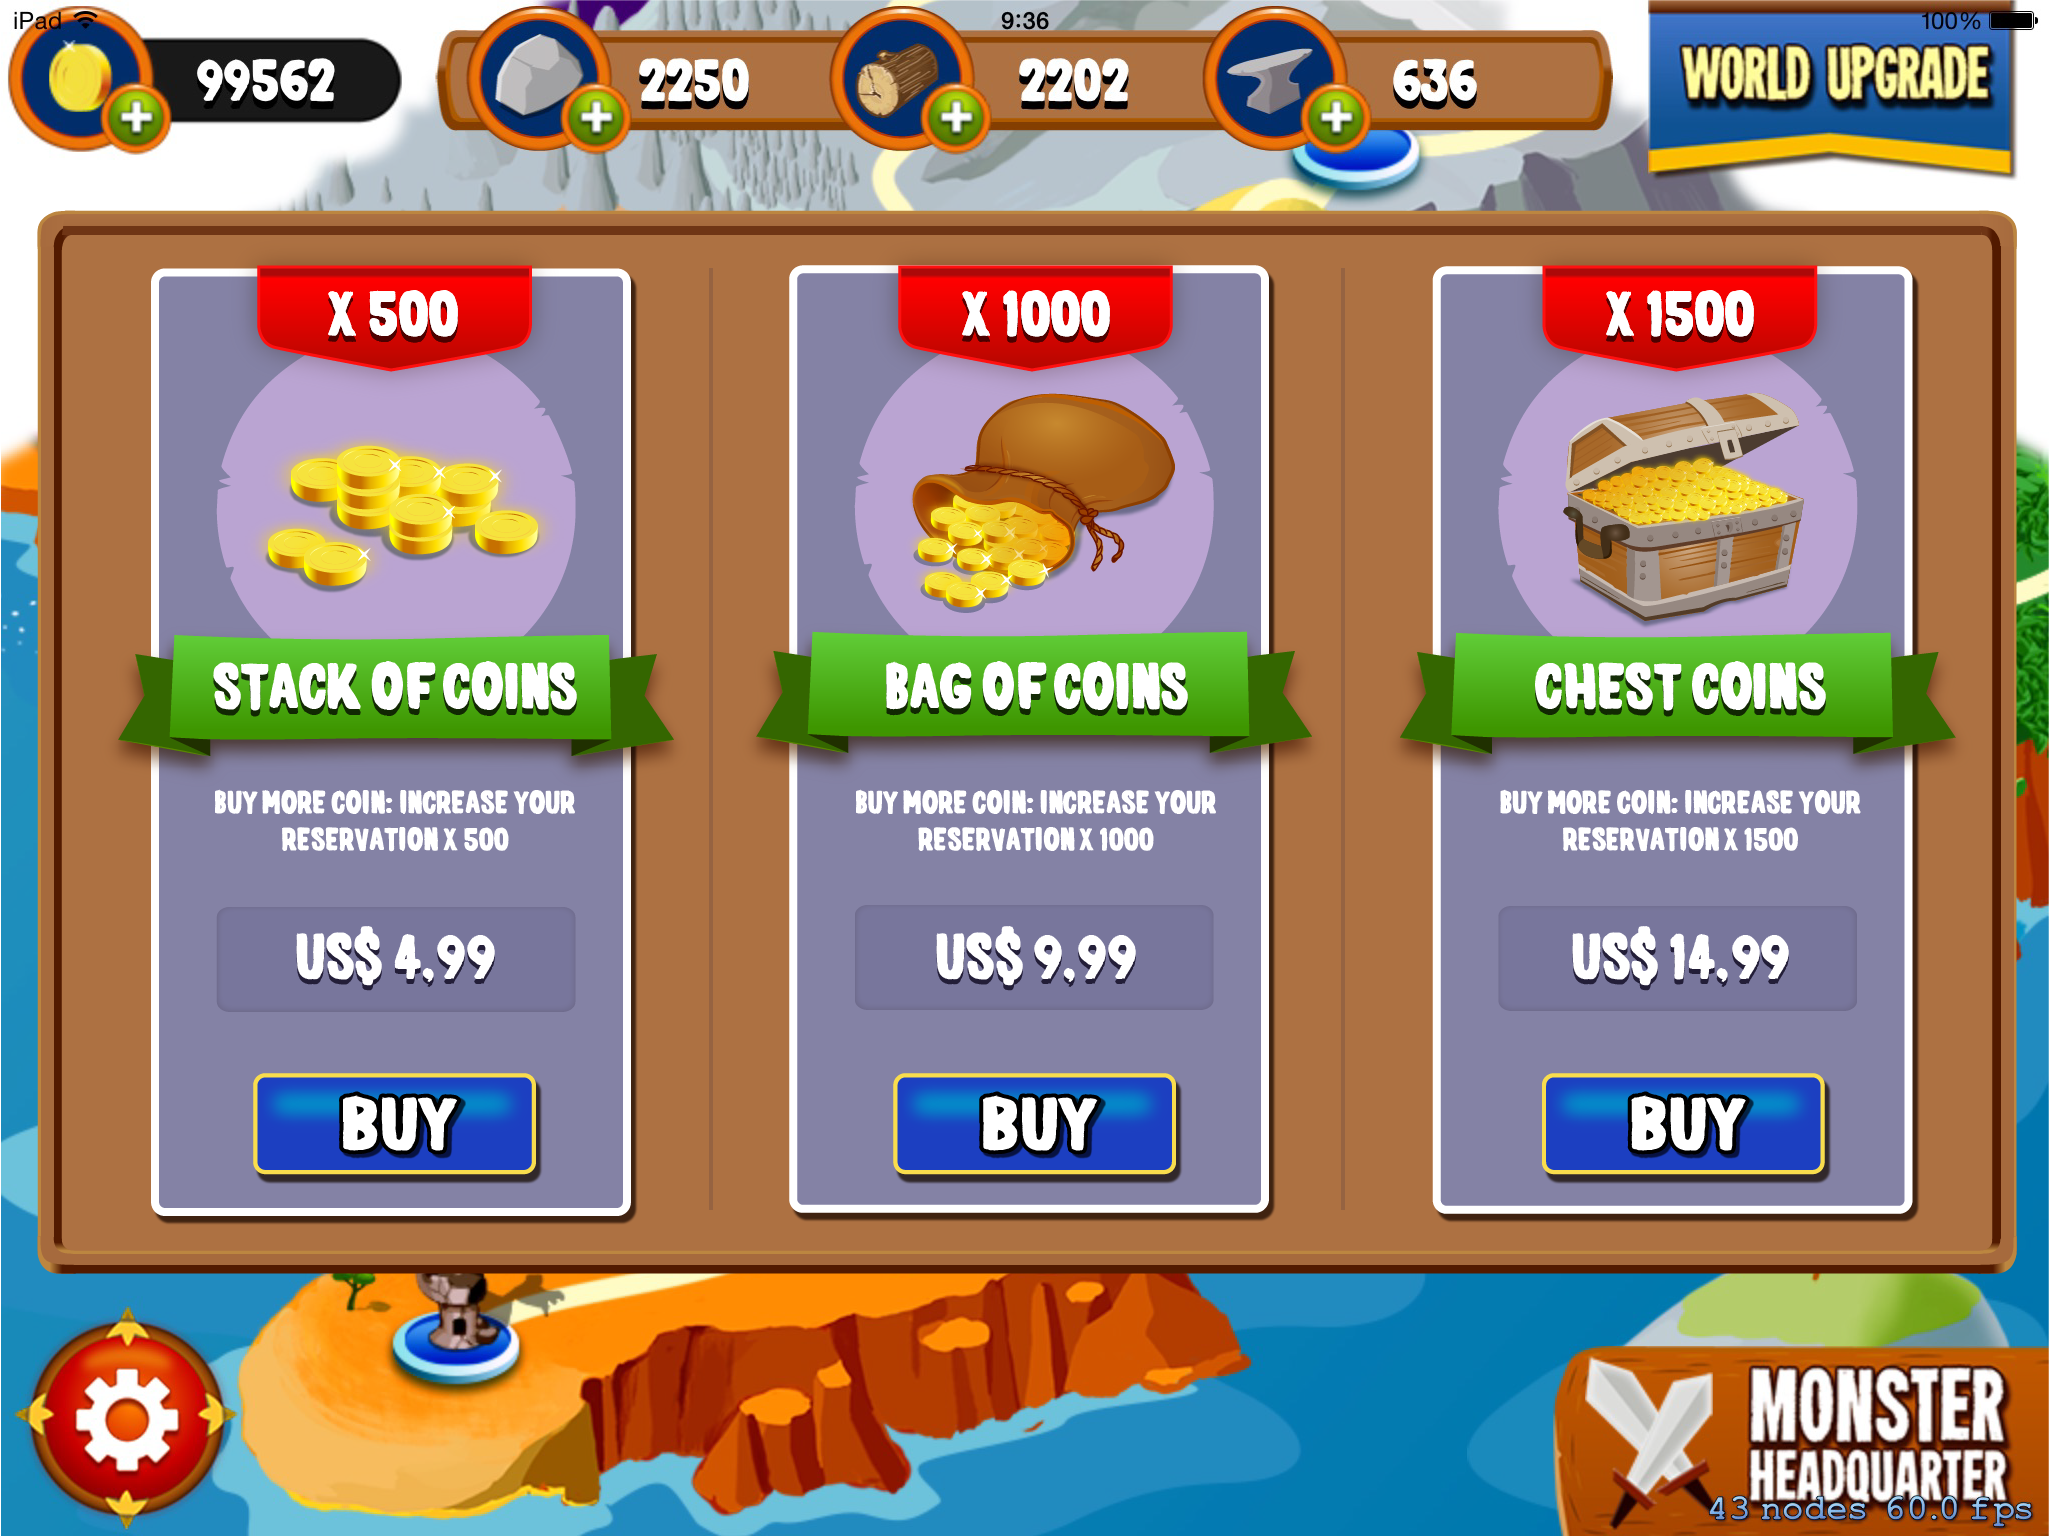 iPad 9:36 100%
99562 2250 2202 636 WORLD UPGRADE
X 500
STACK OF COINS
BUY MORE COIN: INCREASE YOUR
RESERVATION X 500
US$ 4,99
BUY
X 1000
BAG OF COINS
BUY MORE COIN: INCREASE YOUR
RESERVATION X 1000
US$ 9,99
BUY
X 1500
CHEST COINS
BUY MORE COIN: INCREASE YOUR
RESERVATION X 1500
US$ 14,99
BUY
MONSTER
HEADQUARTER
43 nodes 60.0 fps